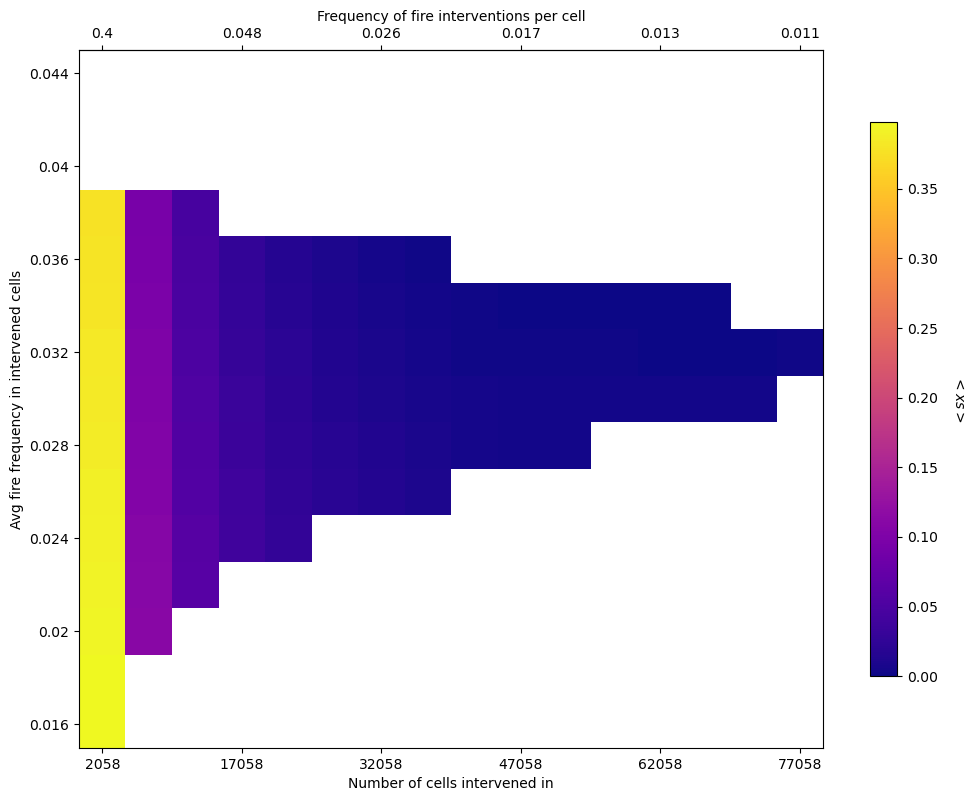 Frequency of fire interventions per cell
0.4 0.048 0.026 0.017 0.013 0.011
Avg fire frequency in intervened cells
0.044
0.04
0.036
0.032
0.028
0.024
0.02
0.016
2058 17058 32058 47058 62058 77058
Number of cells intervened in
0.35
0.30
0.25
0.20
0.15
0.10
0.05
0.00
< sx >